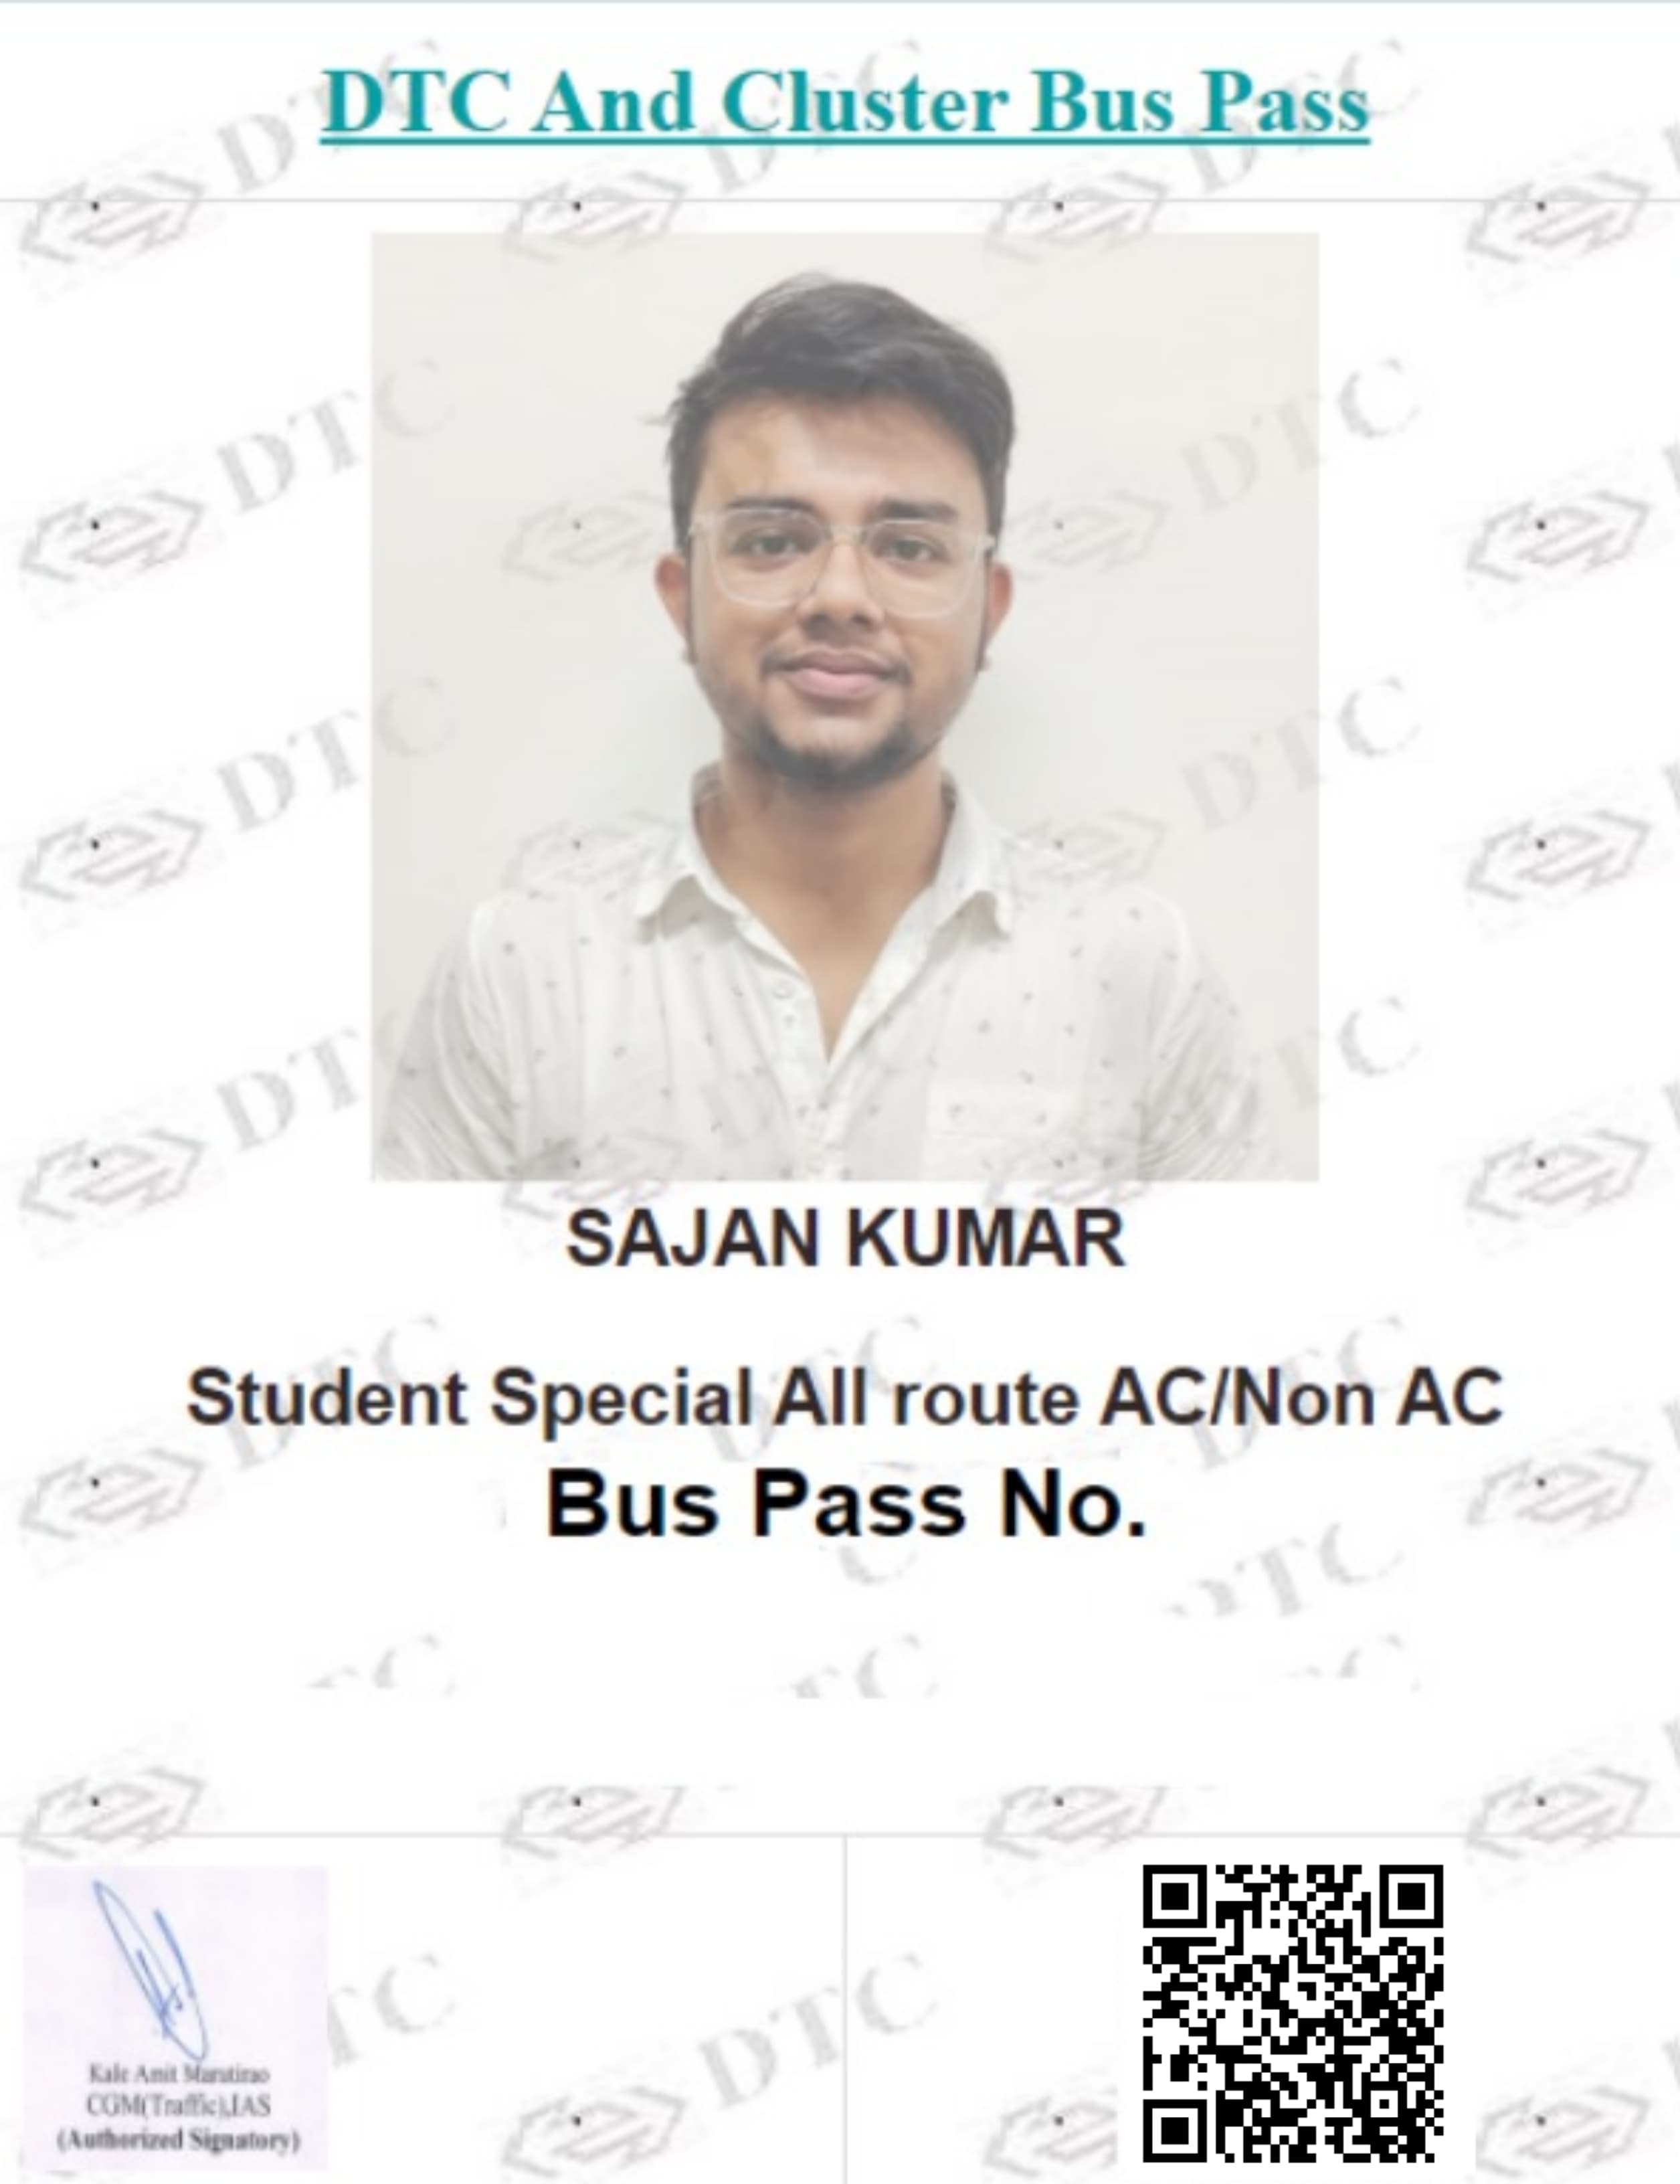 DTC And Cluster Bus Pass
SAJAN KUMAR
Student Special All route AC/Non AC
Bus Pass No.
Kale Amit Marutirao
CGM(Traffic),IAS
(Authorized Signatory)
DTC